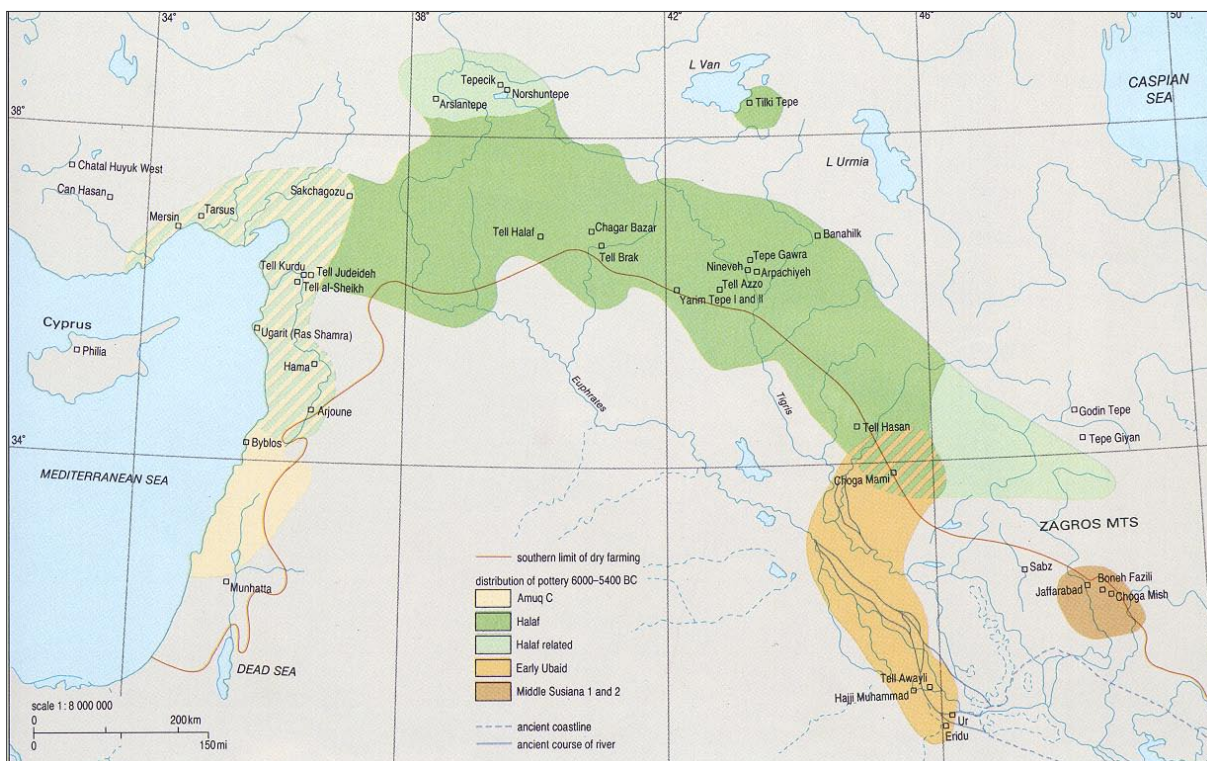 34°
38°
42°
46°
50°
L Van
CASPIAN
SEA
Tepecik
Norshuntepe
Arslantepe
Tilki Tepe
38°
L Urmia
Chatal Huyuk West
Can Hasan
Sakchagozu
Mersin
Tarsus
Tell Halaf
Chagar Bazar
Tell Brak
Banahilk
Tepe Gawra
Nineveh
Arpachiyeh
Tell Azzo
Yarim Tepe I and II
Tell Kurdu
Tell Judeideh
Tell al-Sheikh
Cyprus
Philia
Ugarit (Ras Shamra)
Hama
Arjoune
Euphrates
Tigris
Godin Tepe
Tepe Giyan
Tell Hasan
34°
Byblos
MEDITERRANEAN SEA
Choga Mami
ZAGROS MTS
Munhatta
Sabz
Jaffarabad
Boneh Fazili
Choga Mish
DEAD SEA
southern limit of dry farming
distribution of pottery 6000–5400 BC
Amuq C
Halaf
Halaf related
Early Ubaid
Middle Susiana 1 and 2
ancient coastline
ancient course of river
Tell Awayli
Hajji Muhammad
Ur
Eridu
scale 1: 8 000 000
0
200km
0
150mi